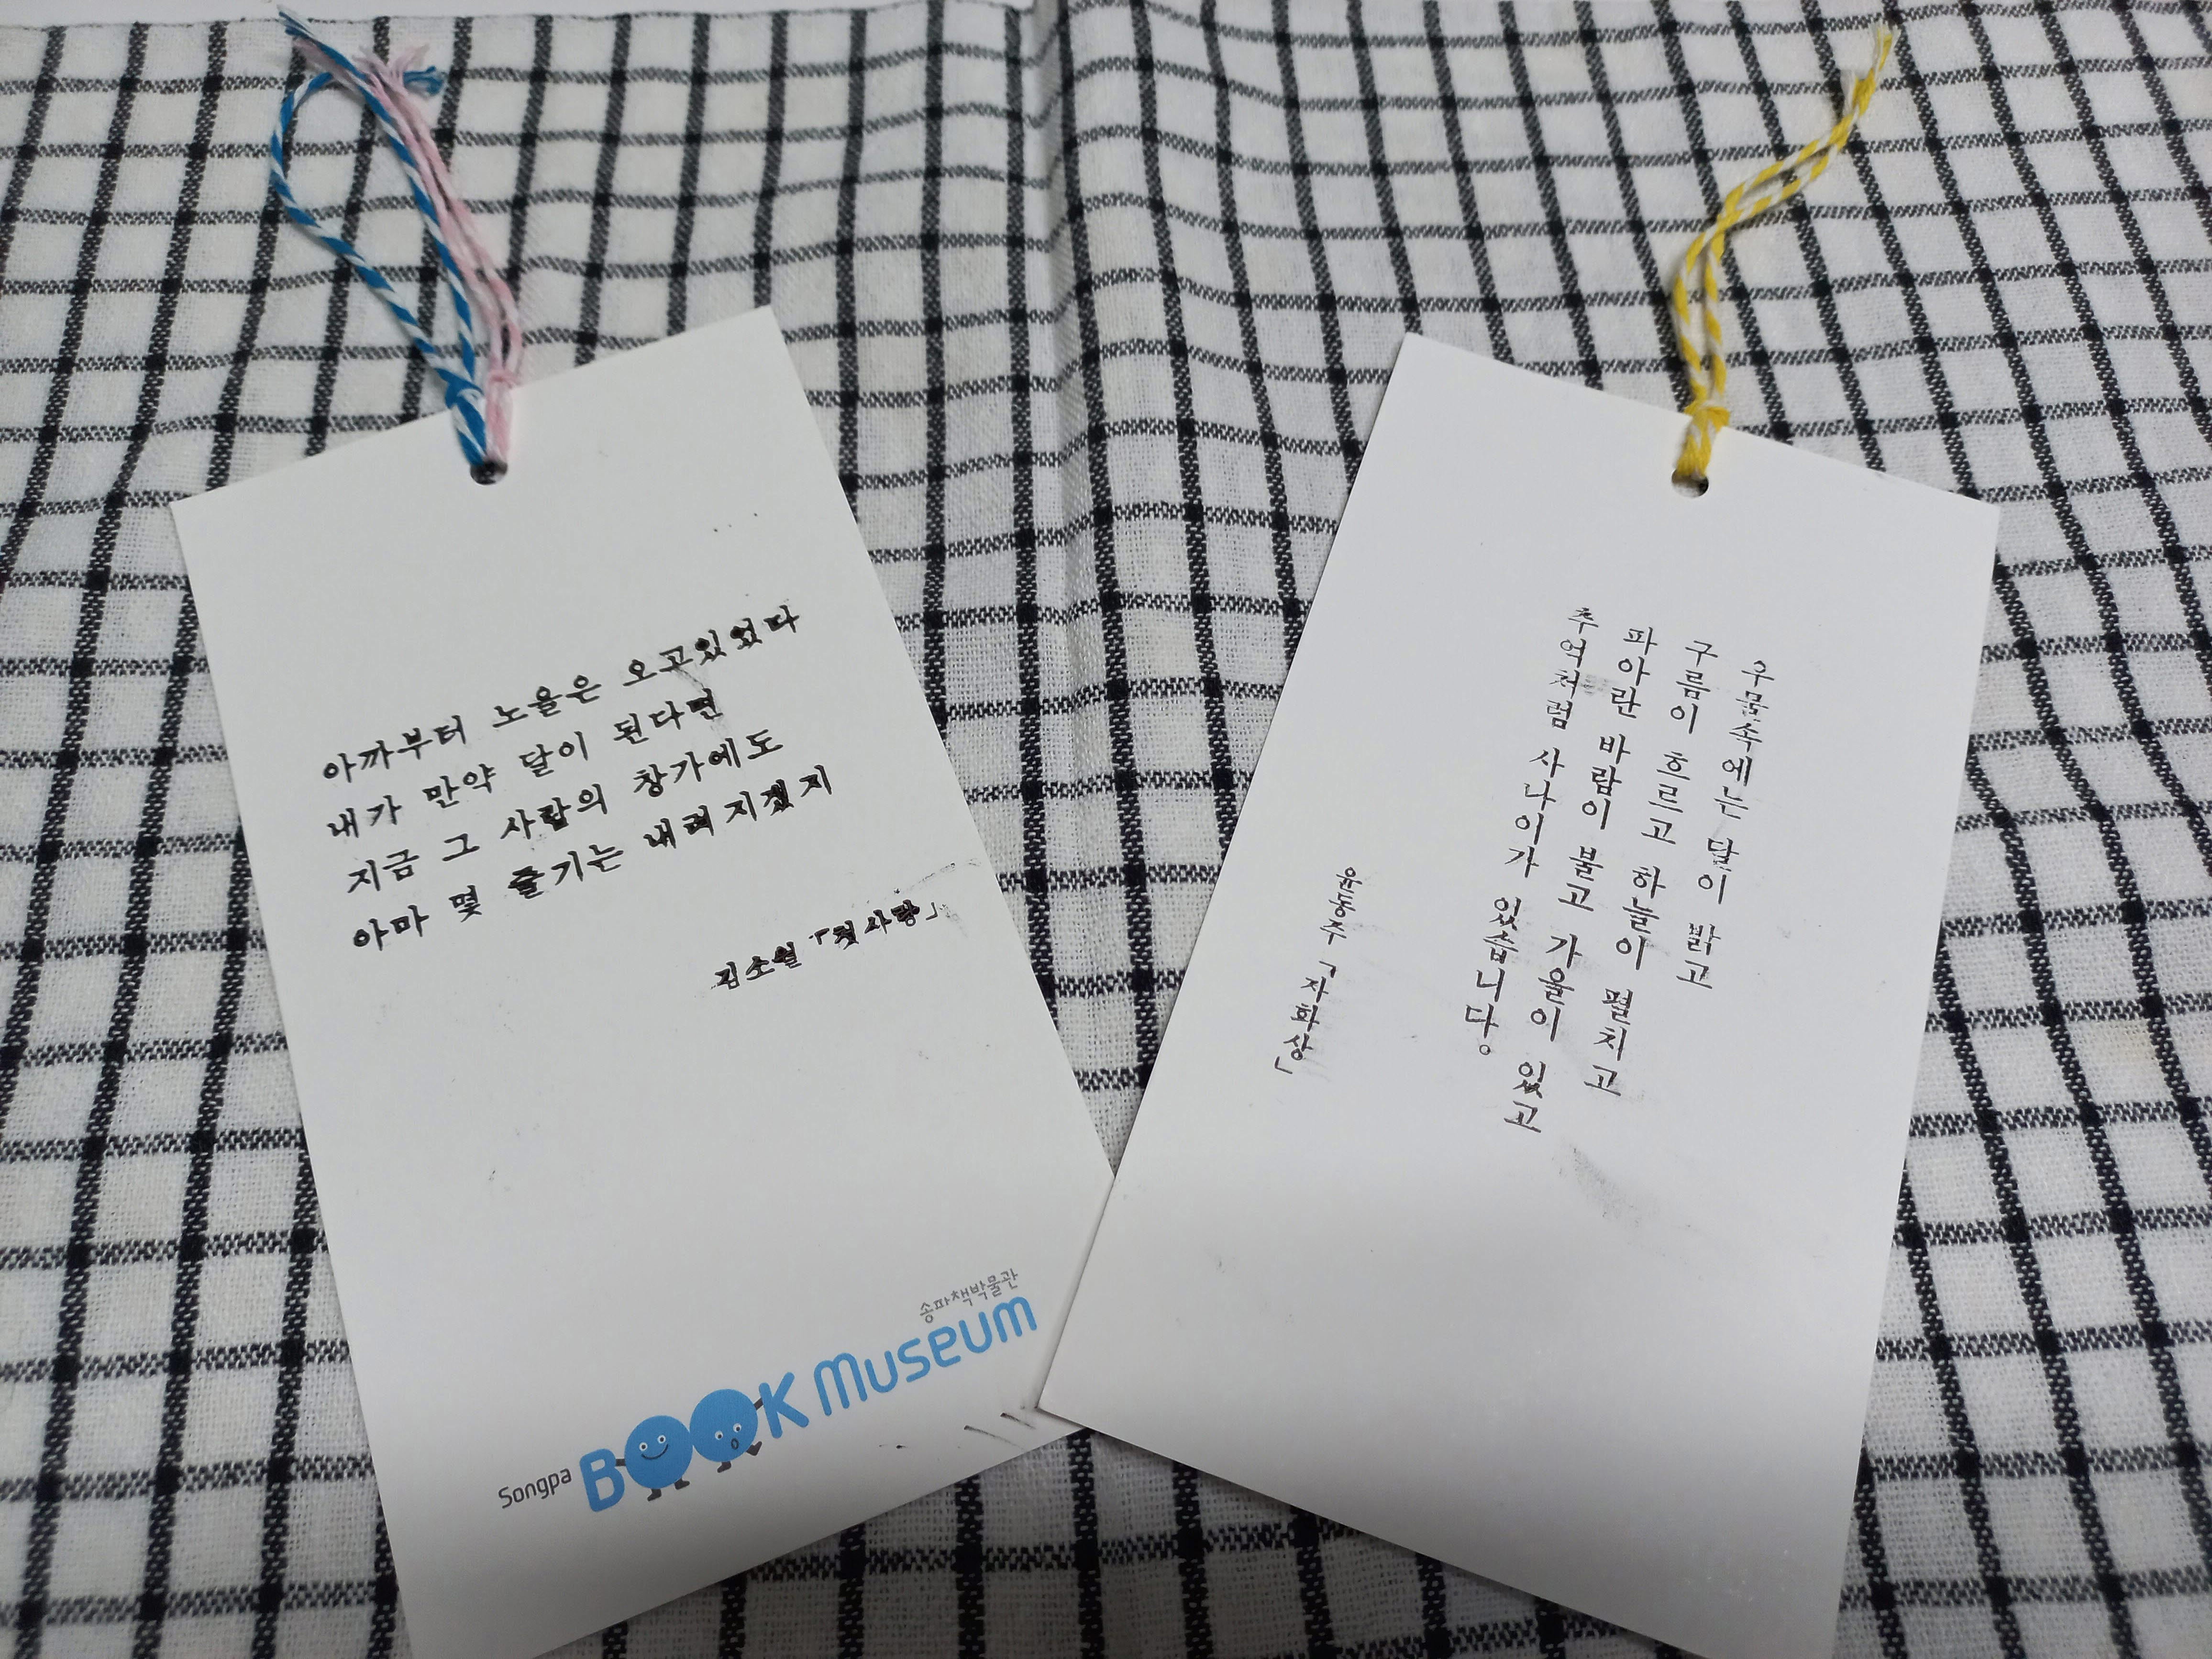 아까부터 노을은 오고있었다
내가 만약 달이 된다면
지금 그 사람의 창가에도
아마 몇 줄기는 내려지겠지
김소월 「첫사랑」
송파책박물관
Songpa BOOK Museum
우물속에는 달이 밝고
구름이 흐르고 하늘이 펼치고
파아란 바람이 불고 가을이 있고
추억처럼 사나이가 있습니다。
윤동주 「자화상」